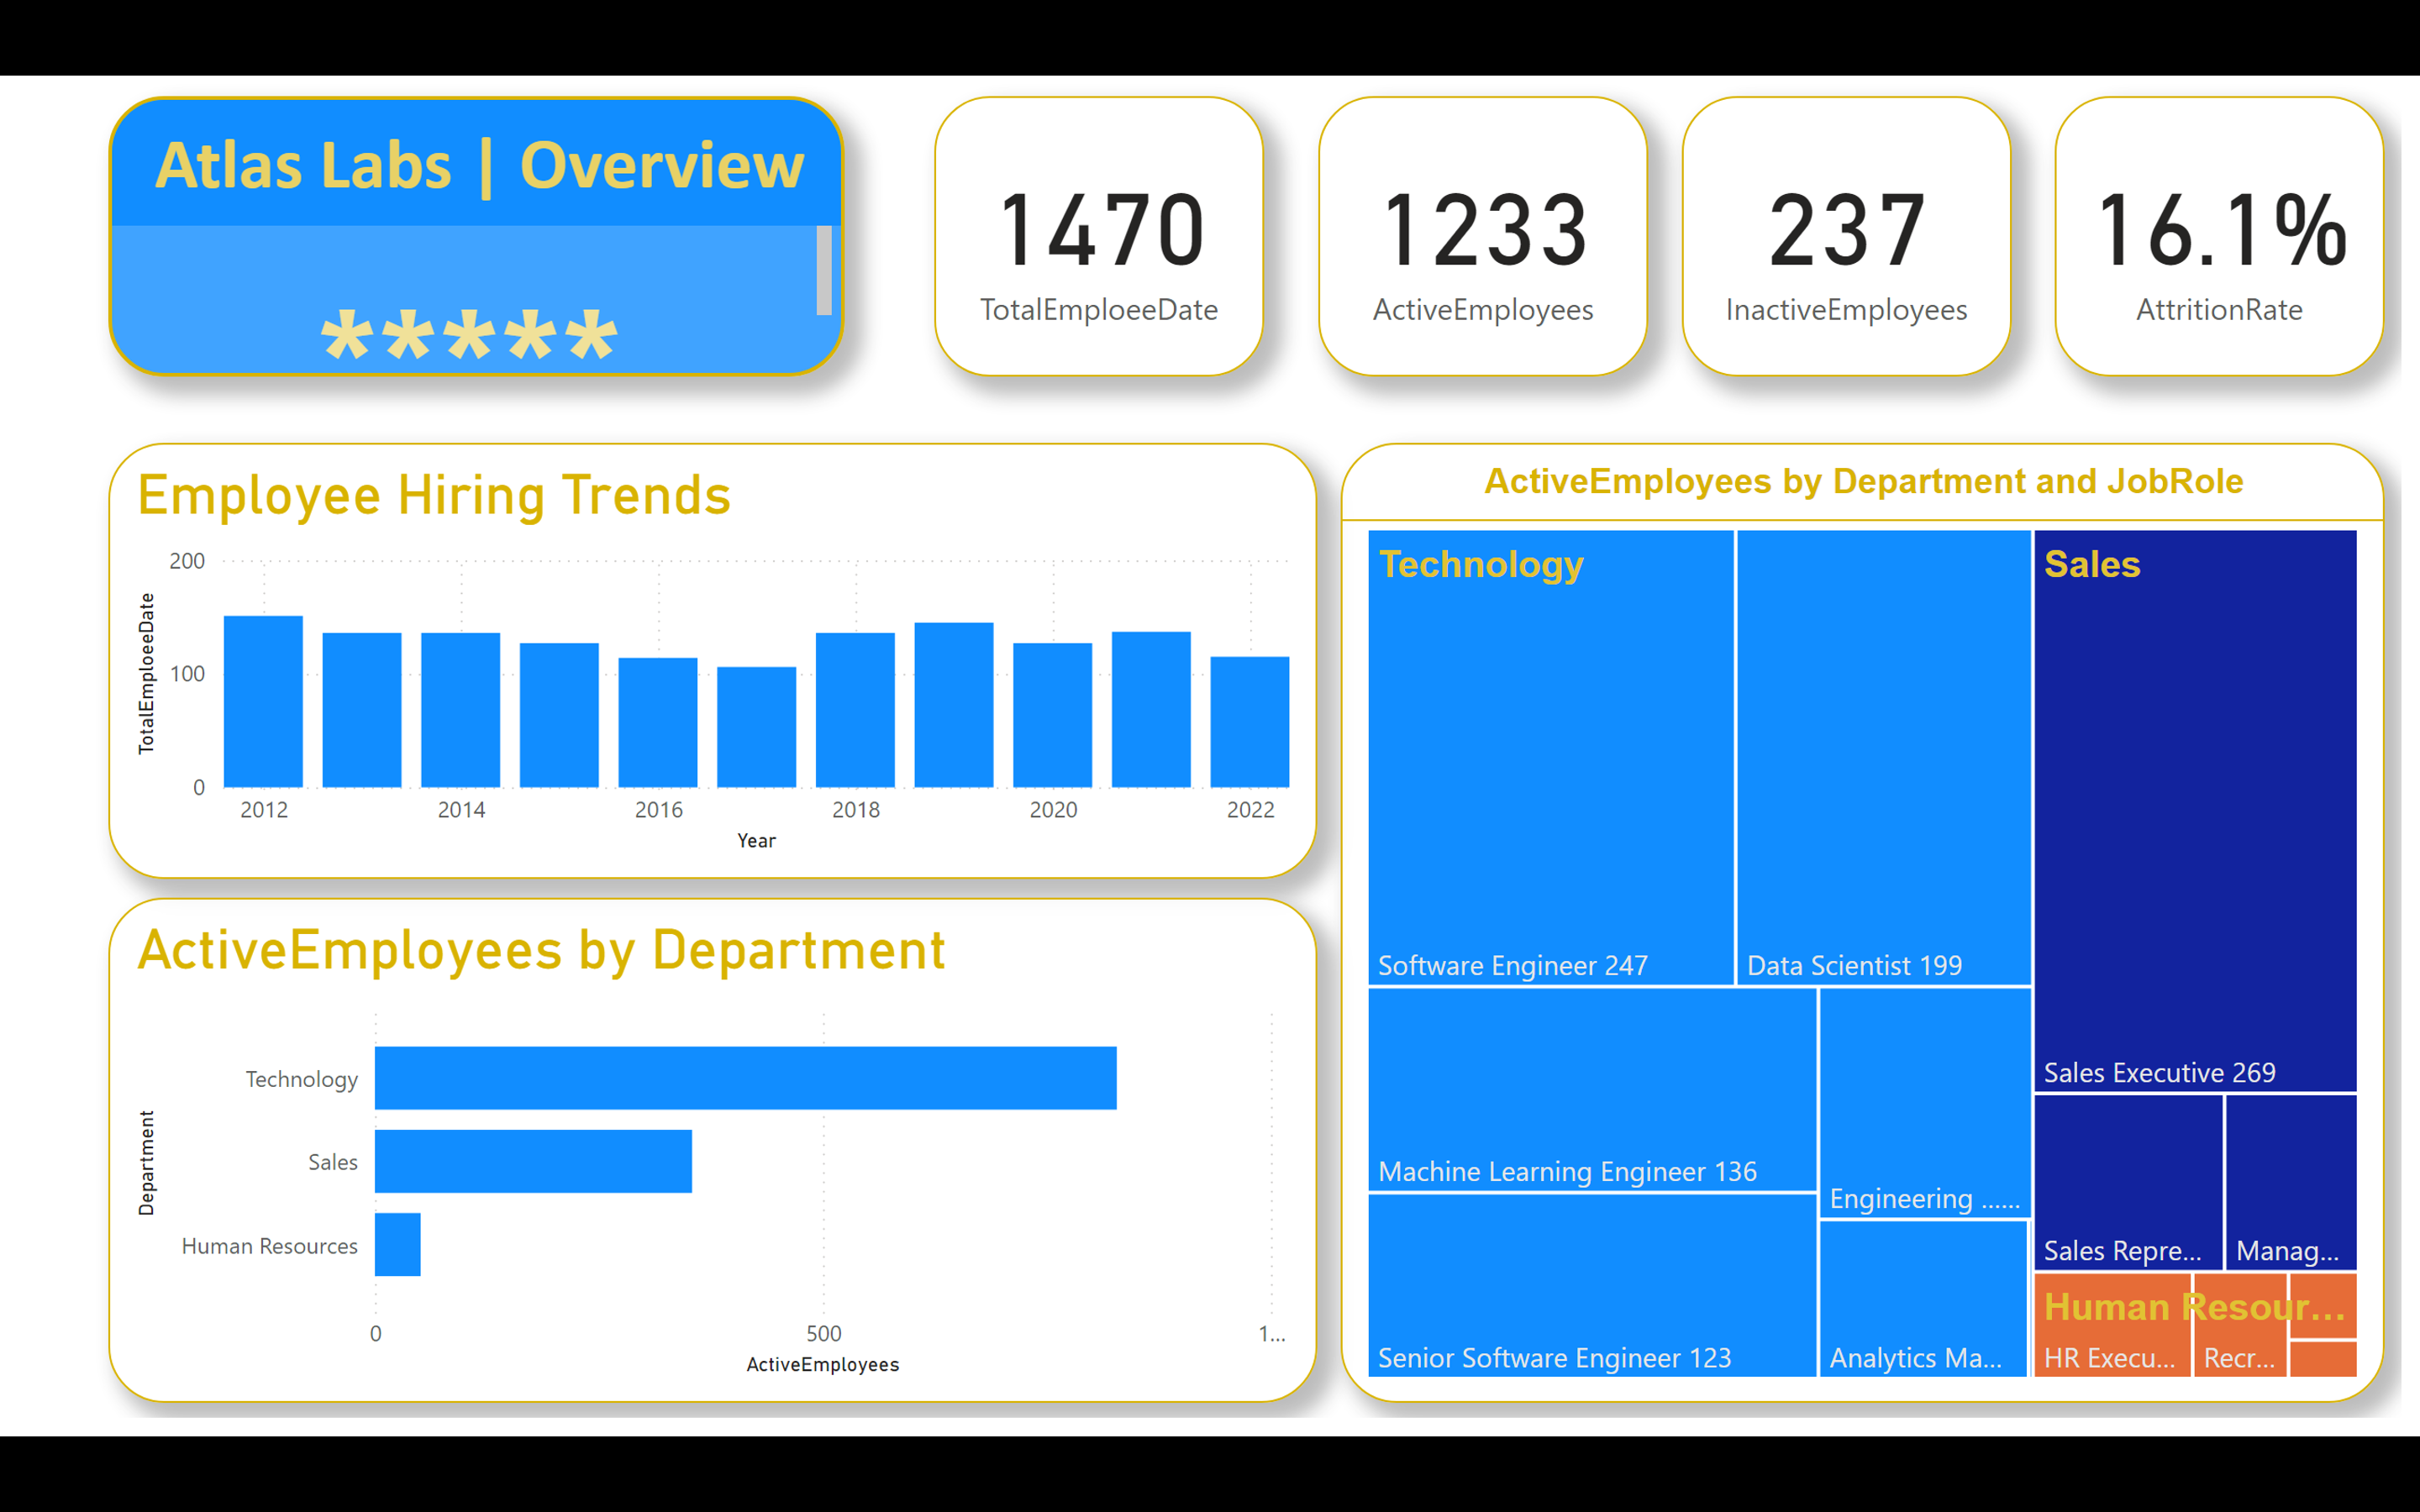 Atlas Labs | Overview
*****
1470
TotalEmploeeDate
1233
ActiveEmployees
237
InactiveEmployees
16.1%
AttritionRate
Employee Hiring Trends
TotalEmploeeDate
200
100
0
2012 2014 2016 2018 2020 2022
Year
ActiveEmployees by Department
Department
Technology
Sales
Human Resources
0 500 1...
ActiveEmployees
ActiveEmployees by Department and JobRole
Technology
Software Engineer 247
Data Scientist 199
Machine Learning Engineer 136
Engineering ......
Senior Software Engineer 123
Analytics Ma...
Sales
Sales Executive 269
Sales Repre...
Manag...
Human Resour...
HR Execu...
Recr...